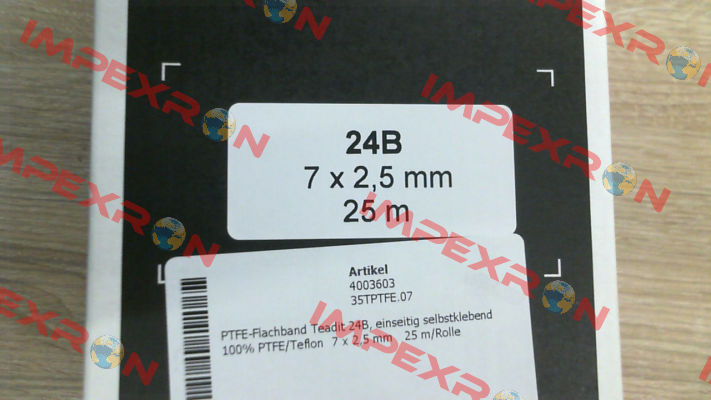 24B
7 x 2,5 mm
25 m
Artikel
4003603
35TPTFE.07
PTFE-Flachband Teadit 24B, einseitig selbstklebend
100% PTFE/Teflon 7 x 2,5 mm 25 m/Rolle
IMPEXRON
IMPEXRON
IMPEXRON
IMPEXRON
IMPEXRON
IMPEXRON